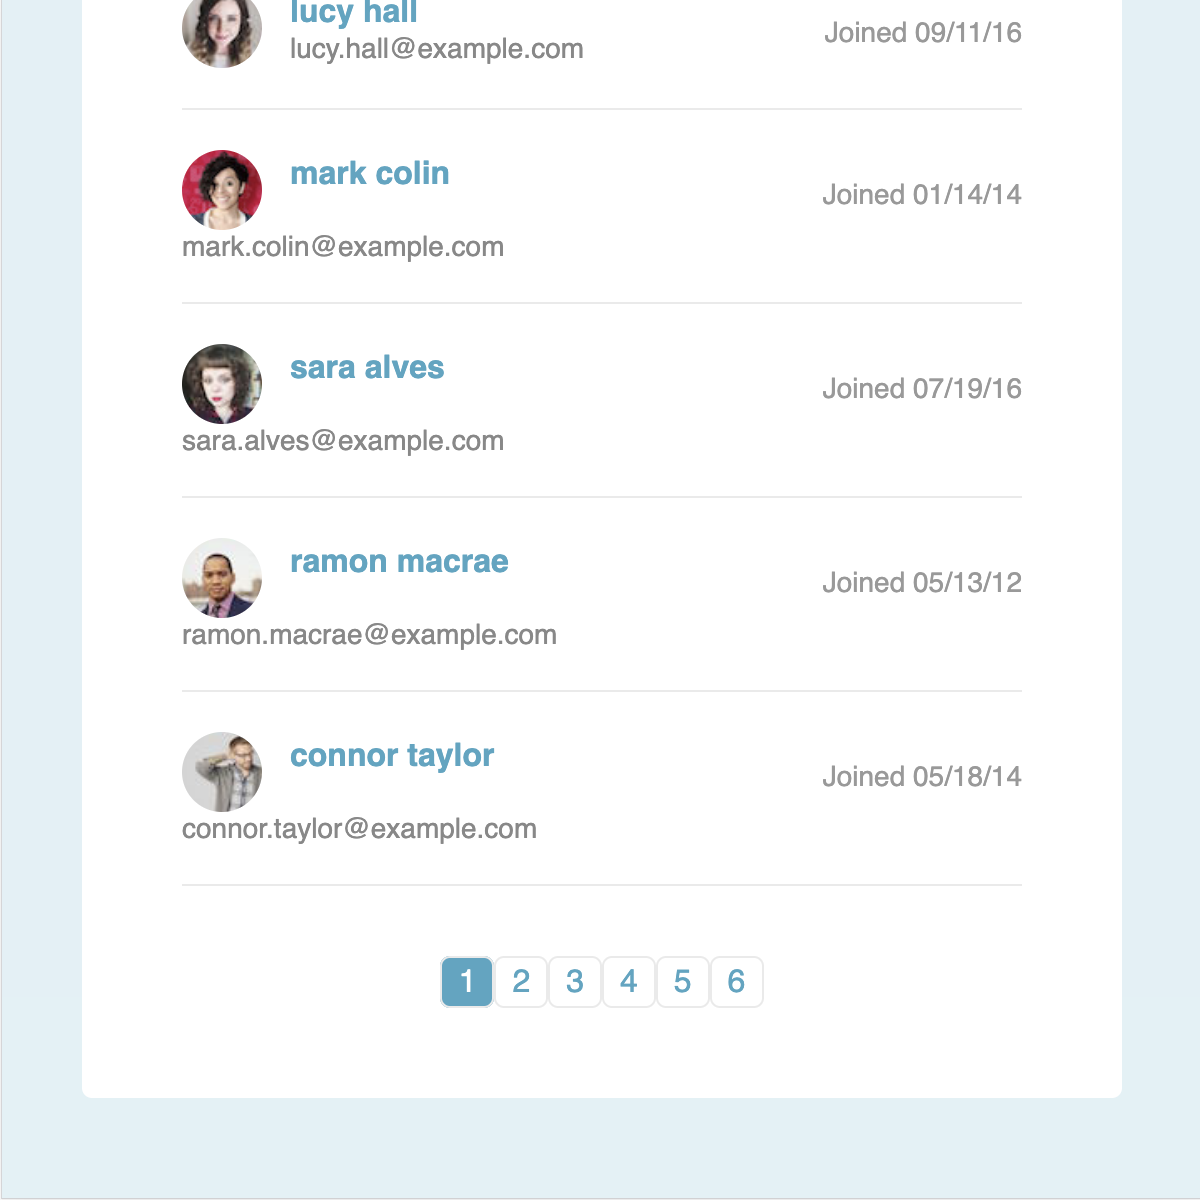 lucy hall
lucy.hall@example.com
Joined 09/11/16
mark colin
Joined 01/14/14
mark.colin@example.com
sara alves
Joined 07/19/16
sara.alves@example.com
ramon macrae
Joined 05/13/12
ramon.macrae@example.com
connor taylor
Joined 05/18/14
connor.taylor@example.com
1 2 3 4 5 6